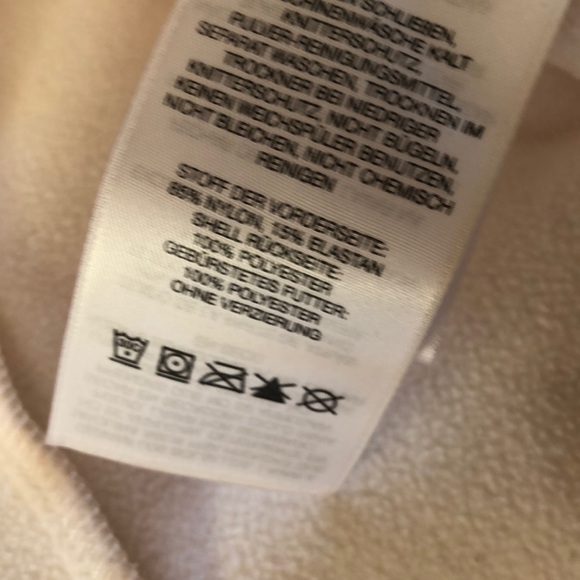 SCHLIESSEN,
MASCHINENWÄSCHE KALT
KNITTERSCHUTZ,
PULVER-REINIGUNGSMITTEL,
SEPARAT WASCHEN, TROCKNEN IM
TROCKNER BEI NIEDRIGER
KNITTERSCHUTZ, NICHT BÜGELN,
KEINEN WEICHSPÜLER BENUTZEN,
NICHT BLEICHEN, NICHT CHEMISCH
REINIGEN
STOFF DER VORDERSEITE:
85% NYLON, 15% ELASTAN
SHELL RÜCKSEITE:
100% POLYESTER
GEBÜRSTETES FUTTER:
100% POLYESTER
OHNE VERZIERUNG
30C